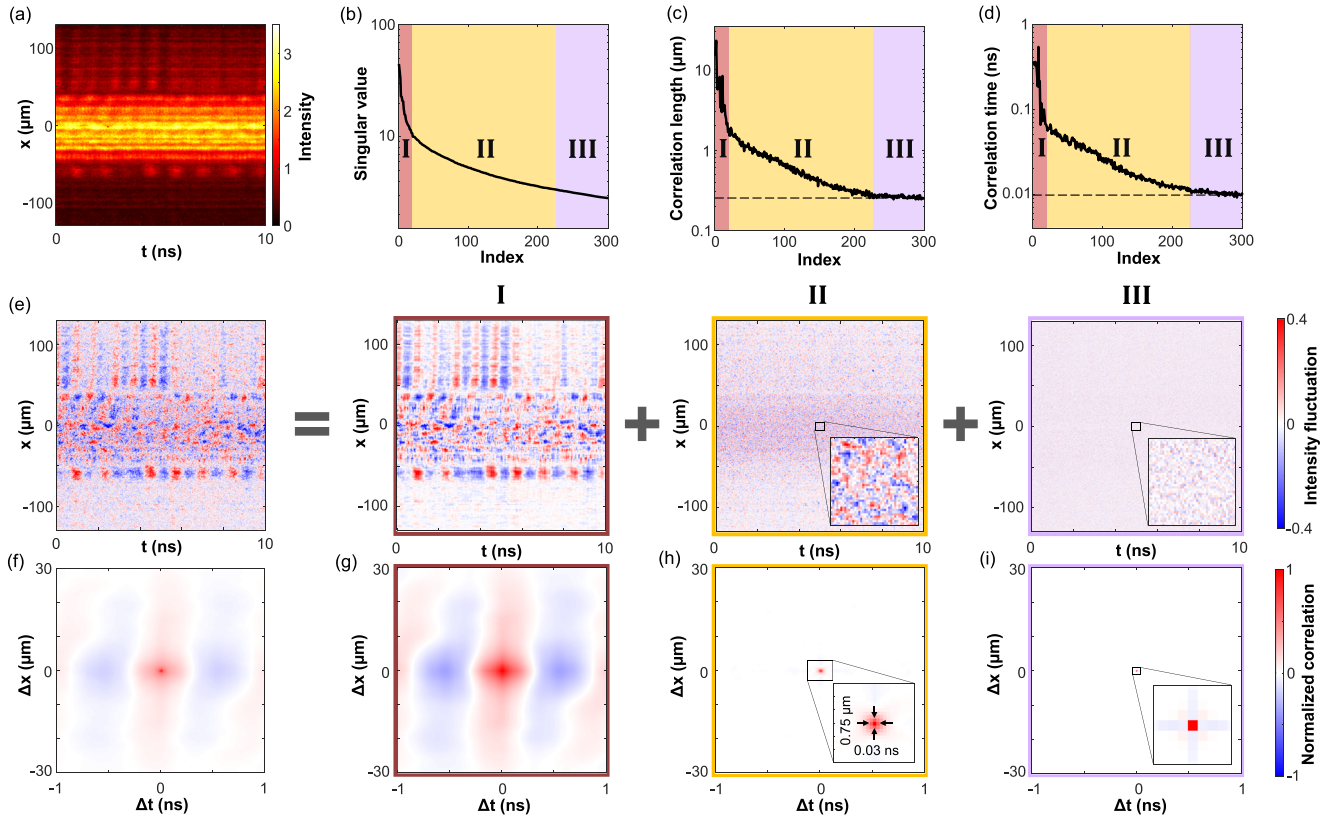 (a)
100
0
-100
x (µm)
0
10
t (ns)
3
2
1
0
Intensity
(b)
100
10
Singular value
I
II
III
0
100
200
300
Index
(c)
10
1
0.1
Correlation length (µm)
I
II
III
0
100
200
300
Index
(d)
1
0.1
0.01
Correlation time (ns)
I
II
III
0
100
200
300
Index
(e)
100
0
-100
x (µm)
0
10
t (ns)
=
I
100
0
-100
x (µm)
0
10
t (ns)
+
II
100
0
-100
x (µm)
0
10
t (ns)
+
III
100
0
-100
x (µm)
0
10
t (ns)
0.4
0.2
0
-0.2
-0.4
Intensity fluctuation
(f)
30
0
-30
Δx (µm)
-1
0
1
Δt (ns)
(g)
30
0
-30
Δx (µm)
-1
0
1
Δt (ns)
(h)
30
0
-30
Δx (µm)
0.75 µm
0.03 ns
-1
0
1
Δt (ns)
(i)
30
0
-30
Δx (µm)
-1
0
1
Δt (ns)
1
0
-1
Normalized correlation